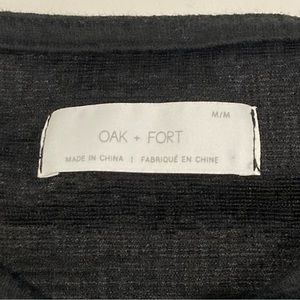 M/M
OAK + FORT
MADE IN CHINA | FABRIQUÉ EN CHINE